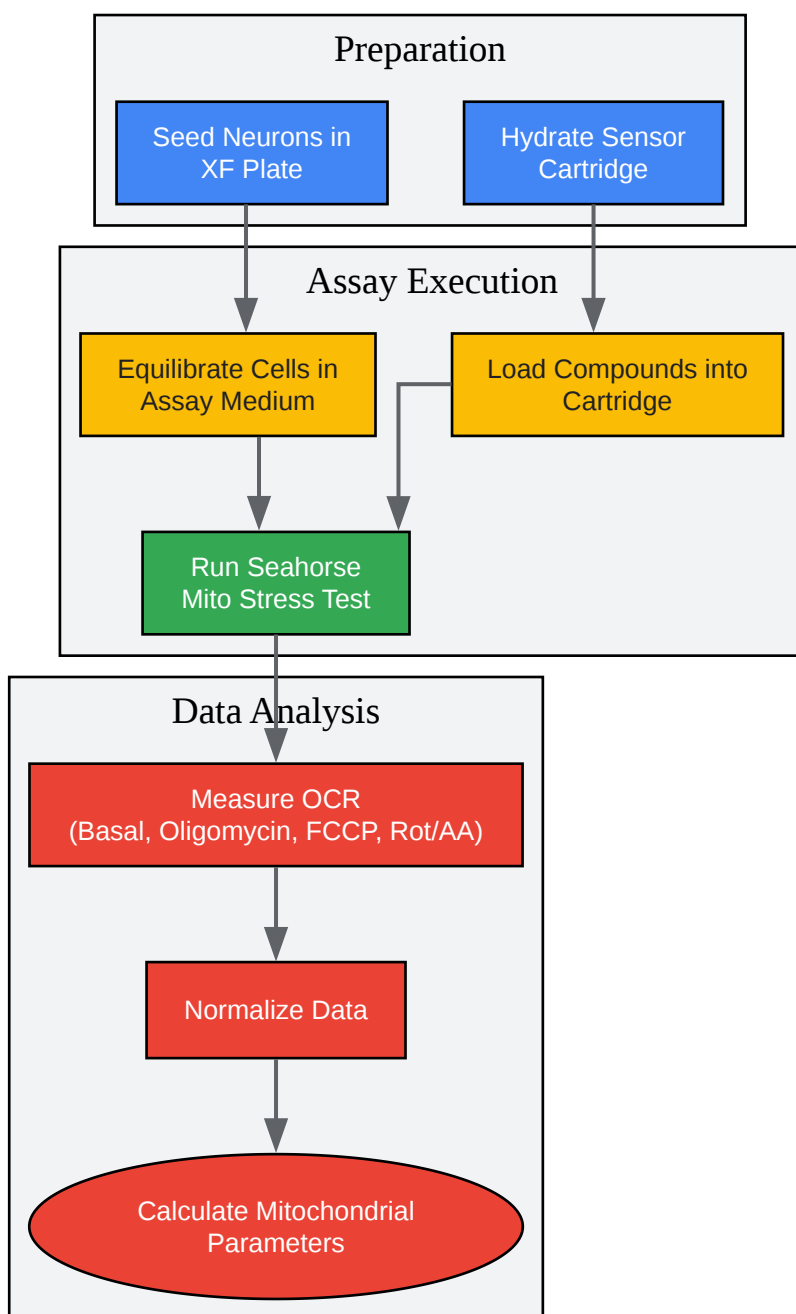 Preparation
Seed Neurons in
XF Plate
Hydrate Sensor
Cartridge
Assay Execution
Equilibrate Cells in
Assay Medium
Load Compounds into
Cartridge
Run Seahorse
Mito Stress Test
Data Analysis
Measure OCR
(Basal, Oligomycin, FCCP, Rot/AA)
Normalize Data
Calculate Mitochondrial
Parameters